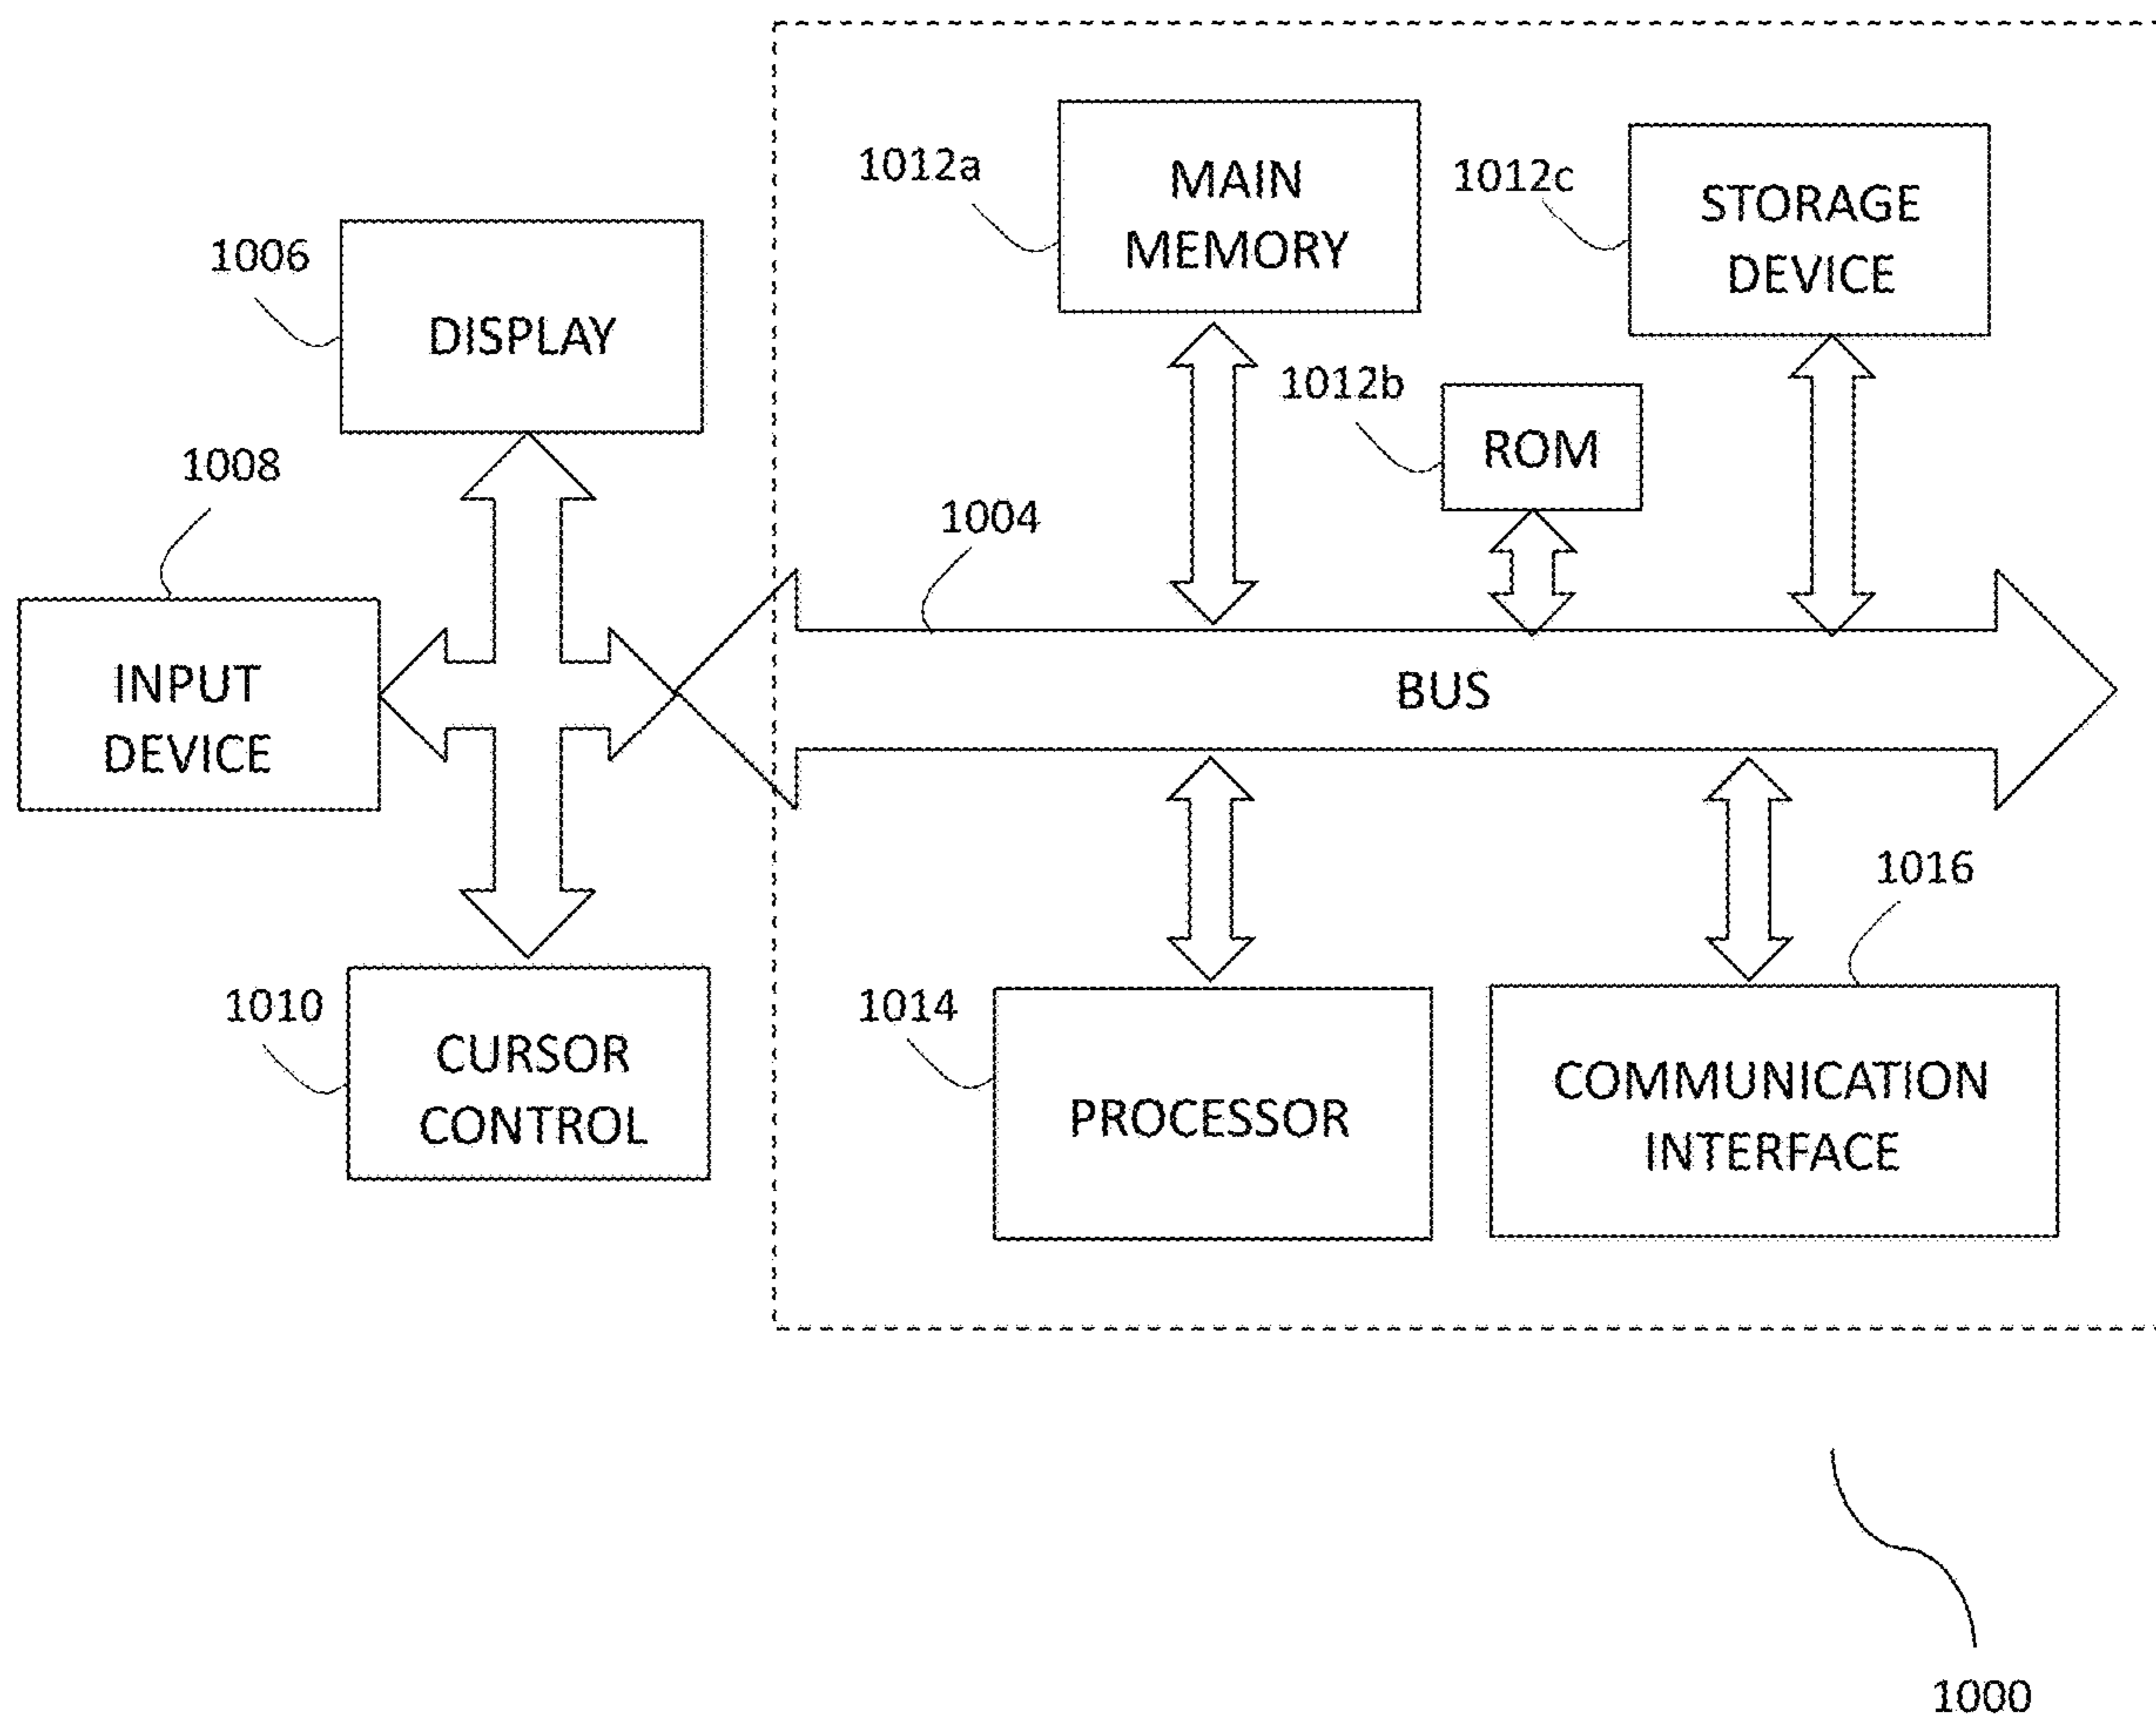 1012a
MAIN
MEMORY
1012c
STORAGE
DEVICE
1006
DISPLAY
1012b
ROM
1008
1004
INPUT
DEVICE
BUS
1016
1010
CURSOR
CONTROL
1014
PROCESSOR
COMMUNICATION
INTERFACE
1000